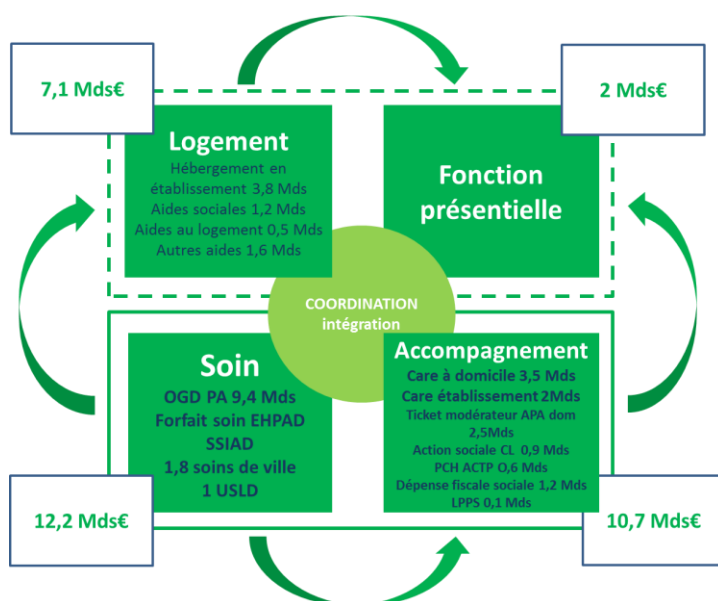 7,1 Mds€
2 Mds€
Logement
Hébergement en
établissement 3,8 Mds
Aides sociales 1,2 Mds
Aides au logement 0,5 Mds
Autres aides 1,6 Mds
Fonction
présentielle
COORDINATION
intégration
Soin
OGD PA 9,4 Mds
Forfait soin EHPAD
SSIAD
1,8 soins de ville
1 USLD
Accompagnement
Care à domicile 3,5 Mds
Care établissement 2Mds
Ticket modérateur APA dom
2,5Mds
Action sociale CL 0,9 Mds
PCH ACTP O,6 Mds
Dépense fiscale sociale 1,2 Mds
LPPS 0,1 Mds
12,2 Mds€
10,7 Mds€